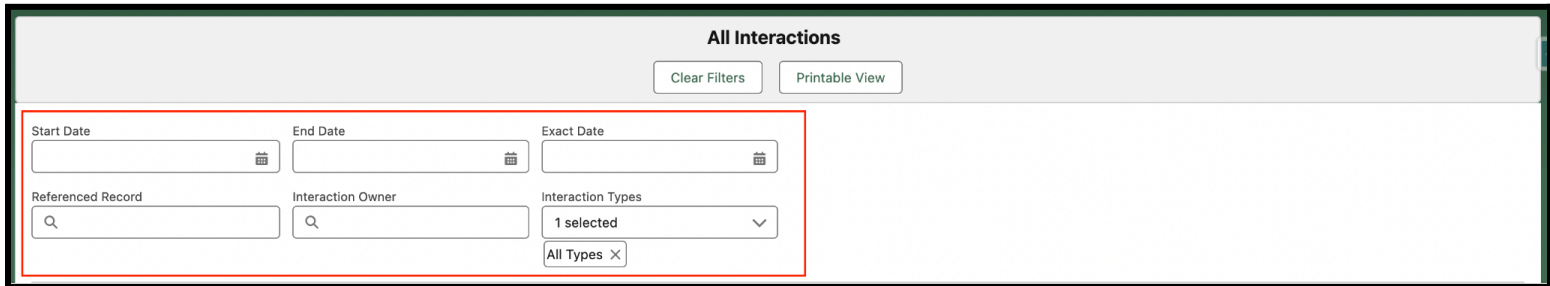 All Interactions
Clear Filters Printable View
Start Date End Date Exact Date
Referenced Record Interaction Owner Interaction Types
1 selected
All Types